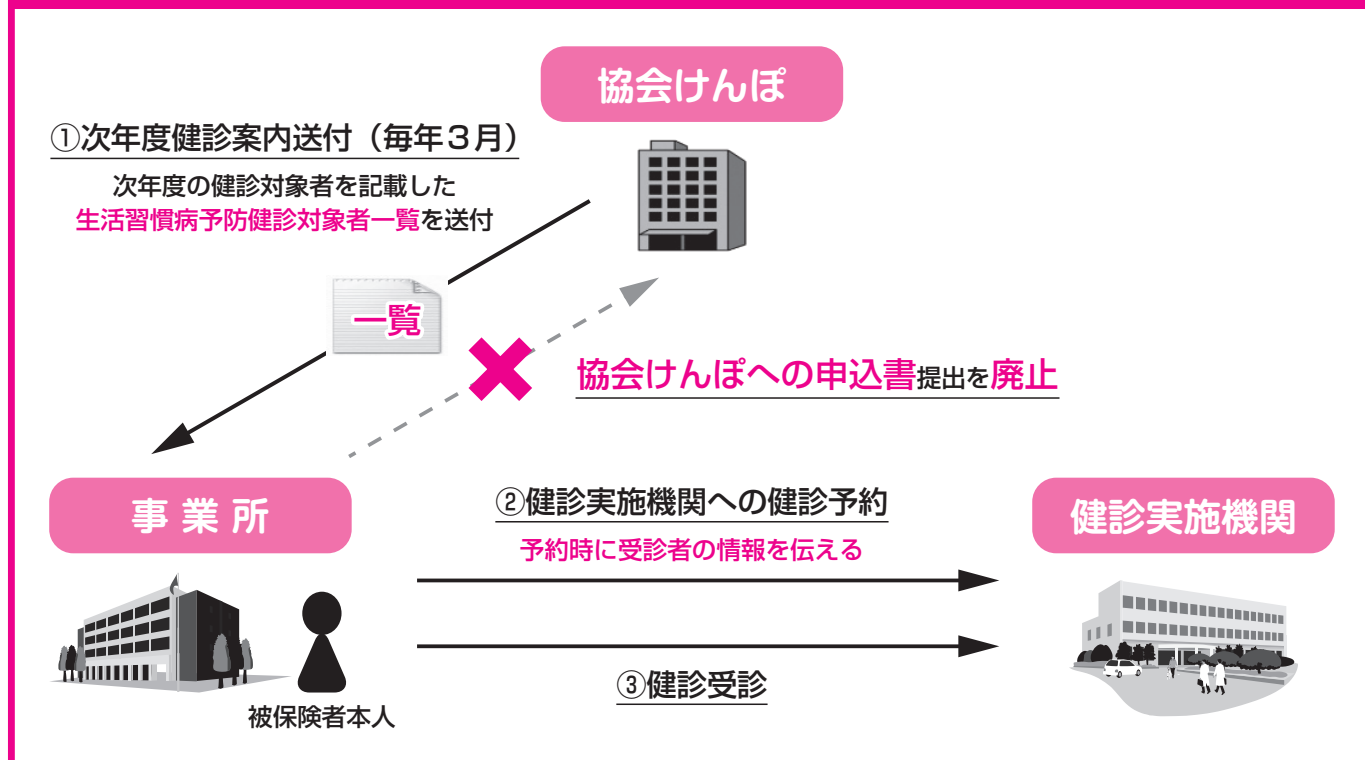 協会けんぽ
①次年度健診案内送付（毎年３月）
次年度の健診対象者を記載した
生活習慣病予防健診対象者一覧を送付
一覧
協会けんぽへの申込書提出を廃止
事業所
②健診実施機関への健診予約
予約時に受診者の情報を伝える
健診実施機関
③健診受診
被保険者本人